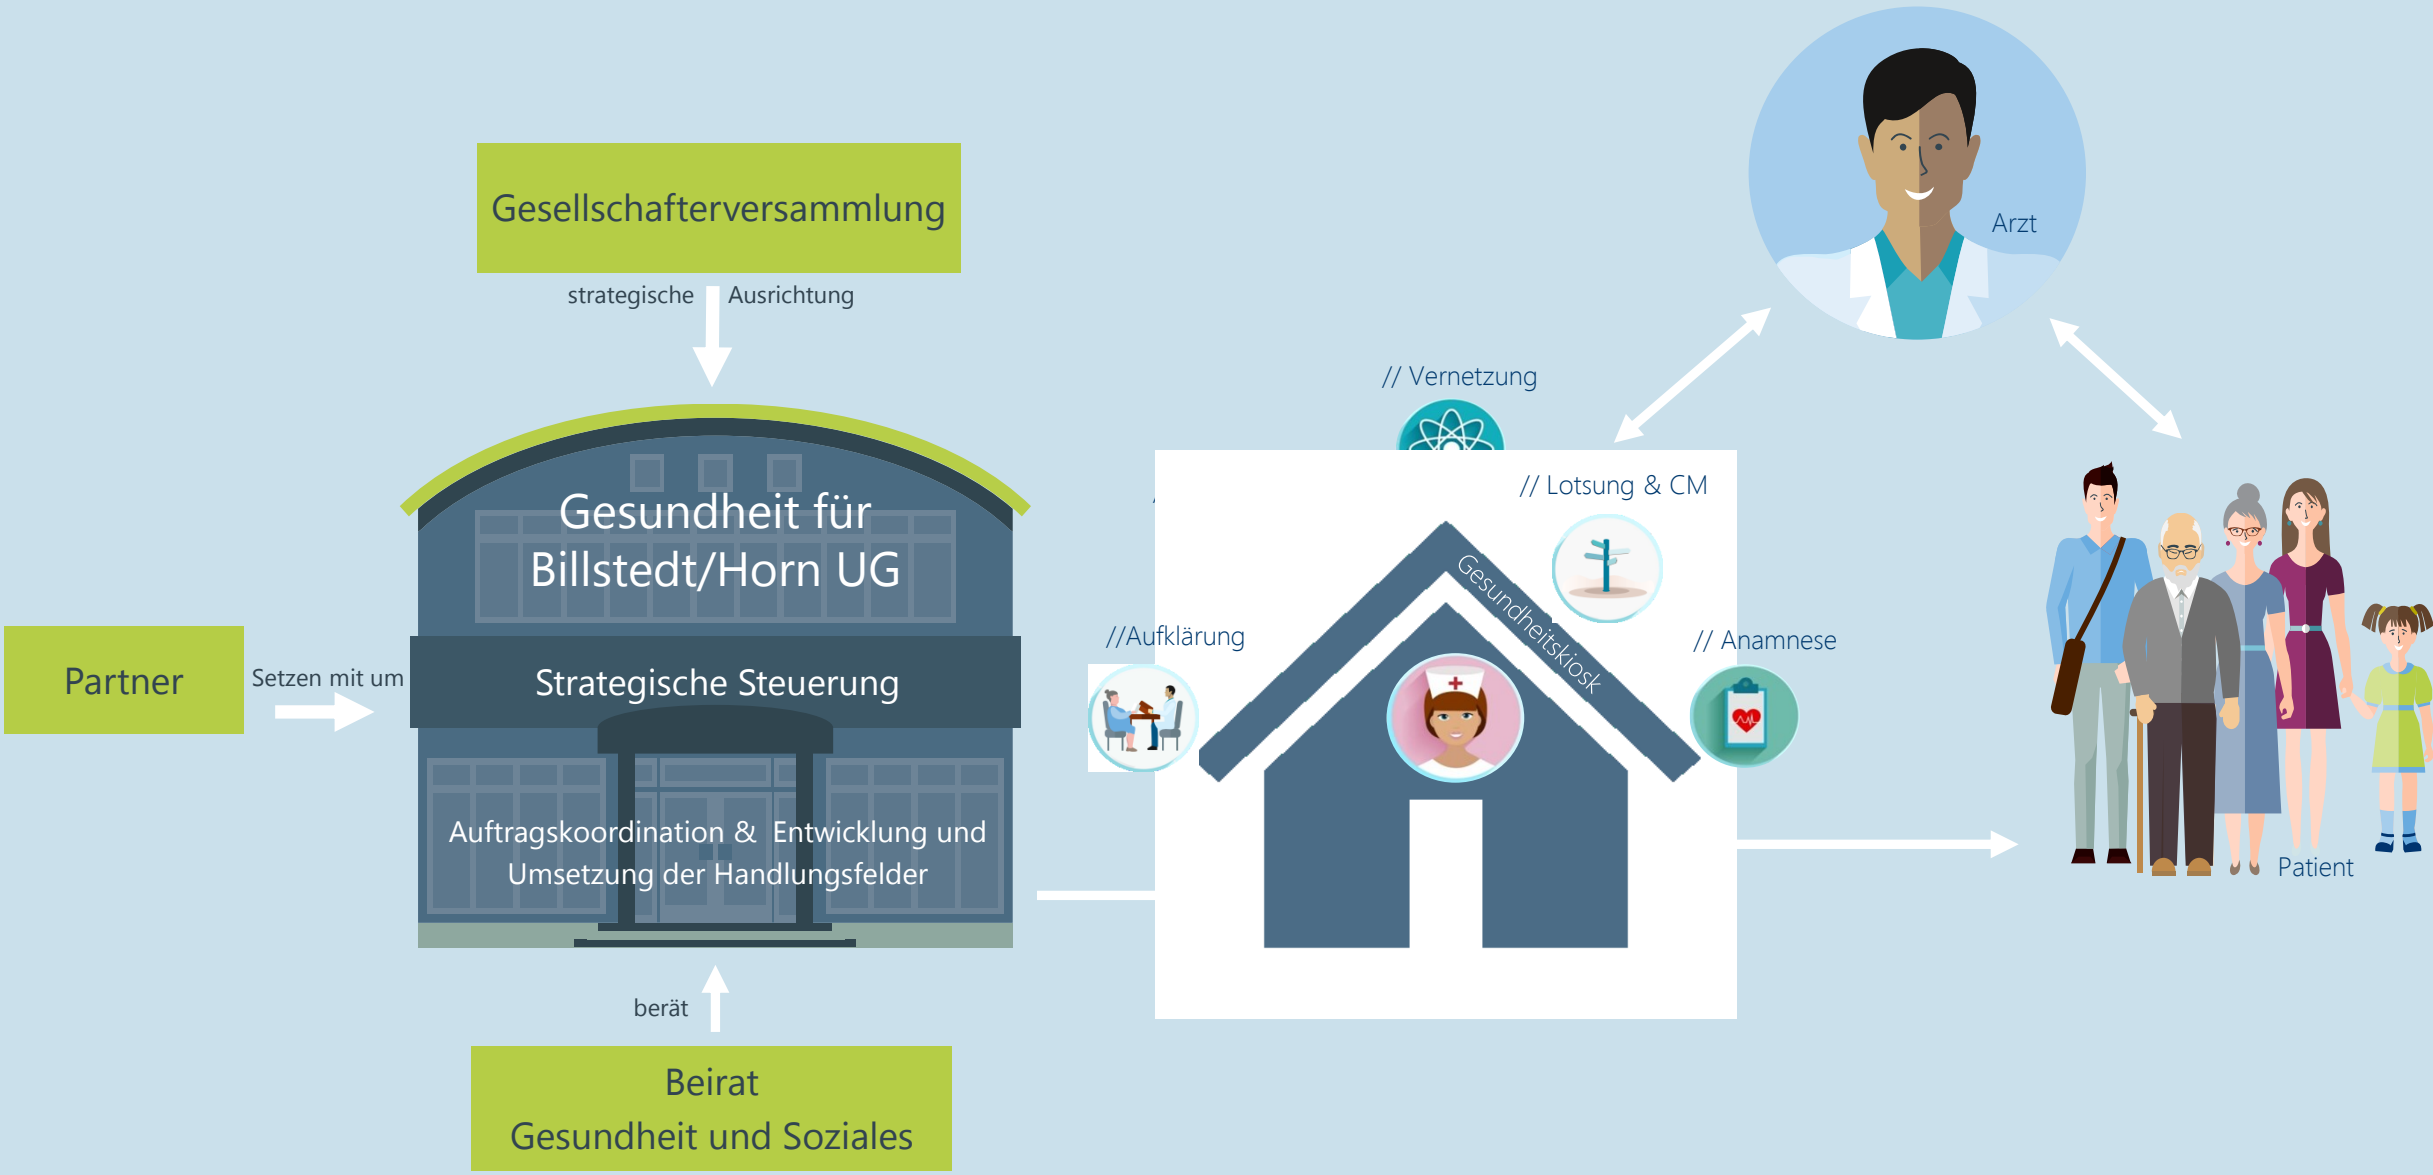 Gesellschafterversammlung
strategische Ausrichtung
Gesundheit für
Billstedt/Horn UG
Partner
Setzen mit um
Strategische Steuerung
Auftragskoordination & Entwicklung und
Umsetzung der Handlungsfelder
berät
Beirat
Gesundheit und Soziales
// Vernetzung
// Lotsung & CM
//Aufklärung
Gesundheitskiosk
// Anamnese
Arzt
Patient